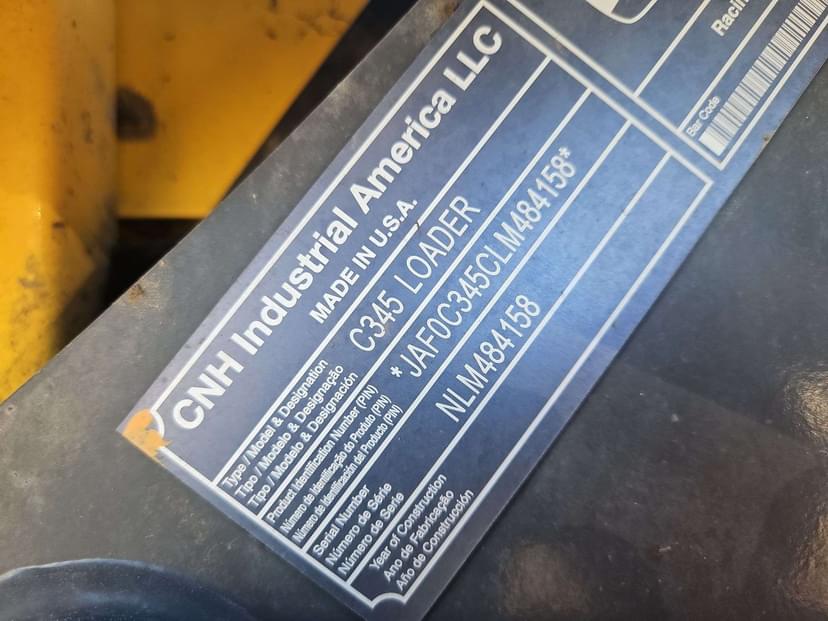 CNH Industrial America LLC
MADE IN U.S.A.
Type / Model & Designation
Tipo / Modelo & Designação
Tipo / Modelo & Designación
C345 LOADER
Product Identification Number (PIN)
Número de Identificação do Produto (PIN)
Número de Identificación del Producto (PIN)
*JAF0C345CLM484158*
Serial Number
Número de Série
Número de Serie
NLM484158
Year of Construction
Ano de Fabricação
Año de Construcción
Bar Code